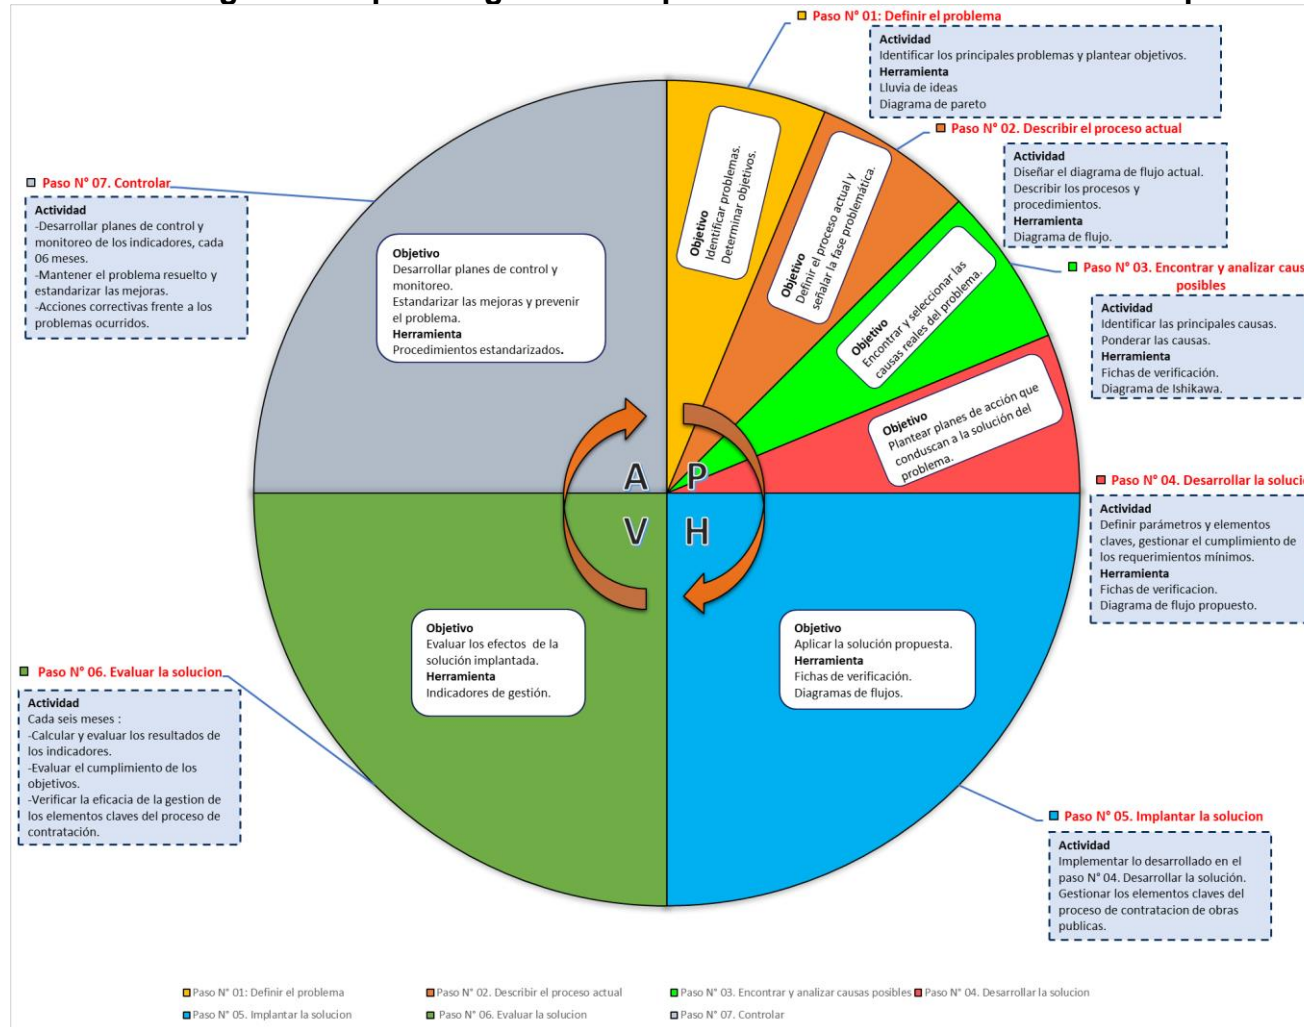 Paso N° 01: Definir el problema
Actividad
Identificar los principales problemas y plantear objetivos.
Herramienta
Lluvia de ideas
Diagrama de pareto
Objetivo
Identificar problemas.
Determinar objetivos.
Paso N° 02. Describir el proceso actual
Actividad
Diseñar el diagrama de flujo actual.
Describir los procesos y
procedimientos.
Herramienta
Diagrama de flujo.
Objetivo
Definir el proceso actual y
señalar la fase problemática.
Paso N° 03. Encontrar y analizar
posibles
Actividad
Identificar las principales causas.
Ponderar las causas.
Herramienta
Fichas de verificación.
Diagrama de Ishikawa.
Objetivo
Encontrar y seleccionar las
causas reales del problema.
Paso N° 04. Desarrollar la
Actividad
Definir parámetros y elementos
claves, gestionar el cumplimiento de
los requerimientos mínimos.
Herramienta
Fichas de verificacion.
Diagrama de flujo propuesto.
Objetivo
Plantear planes de acción que
conduscan a la solución del
problema.
Paso N° 05. Implantar la solucion
Actividad
Implementar lo desarrollado en el
paso N° 04. Desarrollar la solución.
Gestionar los elementos claves del
proceso de contratacion de obras
publicas.
Objetivo
Aplicar la solución propuesta.
Herramienta
Fichas de verificación.
Diagramas de flujos.
Paso N° 06. Evaluar la solucion
Actividad
Cada seis meses :
-Calcular y evaluar los resultados de
los indicadores.
-Evaluar el cumplimiento de los
objetivos.
-Verificar la eficacia de la gestion de
los elementos claves del proceso de
contratación.
Objetivo
Evaluar los efectos de la
solución implantada.
Herramienta
Indicadores de gestión.
Paso N° 07. Controlar
Actividad
-Desarrollar planes de control y
monitoreo de los indicadores, cada
06 meses.
-Mantener el problema resuelto y
estandarizar las mejoras.
-Acciones correctivas frente a los
problemas ocurridos.
Objetivo
Desarrollar planes de control y
monitoreo.
Estandarizar las mejoras y prevenir
el problema.
Herramienta
Procedimientos estandarizados.
A P
V H
Paso N° 01: Definir el problema
Paso N° 02. Describir el proceso actual
Paso N° 03. Encontrar y analizar causas posibles
Paso N° 04. Desarrollar la solucion
Paso N° 05. Implantar la solucion
Paso N° 06. Evaluar la solucion
Paso N° 07. Controlar